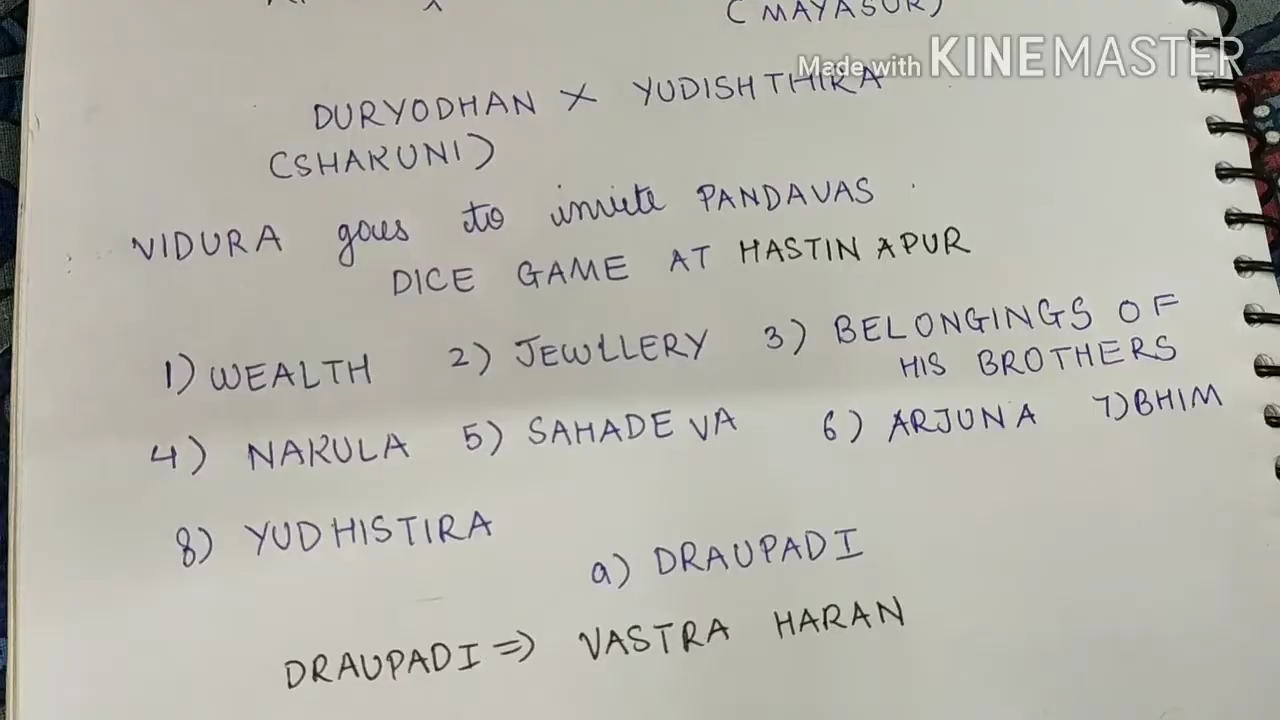 (MAYASUR)
Made with KINEMASTER
DURYODHAN X YUDISHTHIRA
(SHAKUNI)
VIDURA goes to invite PANDAVAS
DICE GAME AT HASTINAPUR
1) WEALTH 2) JEWLLERY 3) BELONGINGS OF
HIS BROTHERS
4) NAKULA 5) SAHADEVA 6) ARJUNA 7) BHIM
8) YUDHISTIRA
a) DRAUPADI
DRAUPADI => VASTRA HARAN